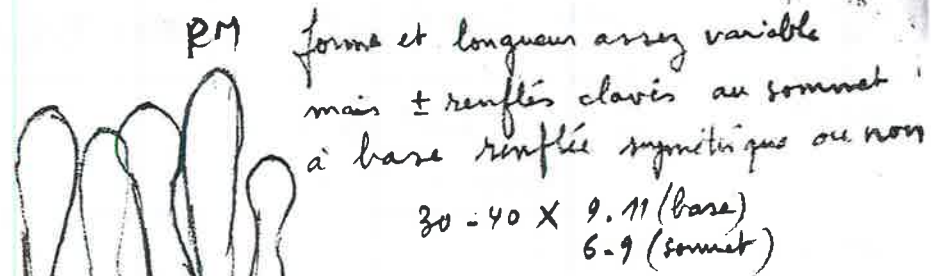 PM
forme et longueur assez variable
mais ± renflés clavés au sommet
à base renflée symétrique ou non
30-40 X 9.11 (base)
6-9 (sommet)